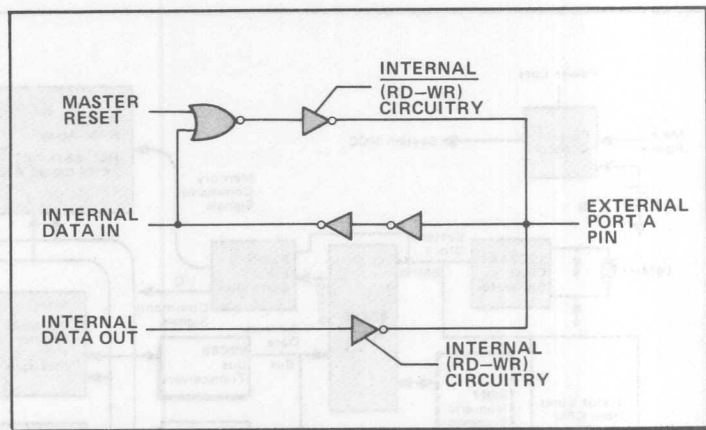 INTERNAL
(RD–WR)
CIRCUITRY
MASTER
RESET
INTERNAL
DATA IN
EXTERNAL
PORT A
PIN
INTERNAL
DATA OUT
INTERNAL
(RD–WR)
CIRCUITRY